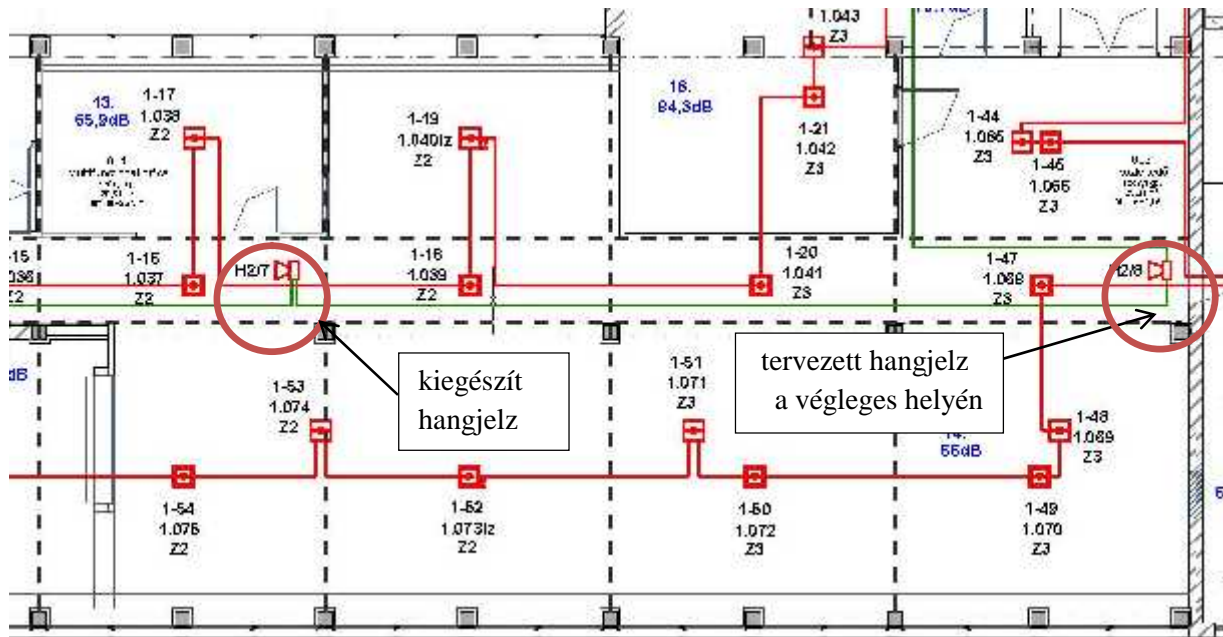 1.043
Z3
13.
65,9dB
1-17
1.038
Z2
1-19
1.040Iz
Z2
16.
64,3dB
1-21
1.042
Z3
1-44
1.065
Z3
1-45
1.066
Z3
1-16
1.037
Z2
H2/7
1-18
1.039
Z2
1-20
1.041
Z3
1-47
1.068
Z3
H2/8
kiegészít
hangjelz
tervezett hangjelz
a végleges helyén
dB
1-53
1.074
Z2
1-51
1.071
Z3
1-48
1.069
Z3
14.
55dB
1-54
1.075
Z2
1-52
1.073Iz
Z2
1-50
1.072
Z3
1-49
1.070
Z3